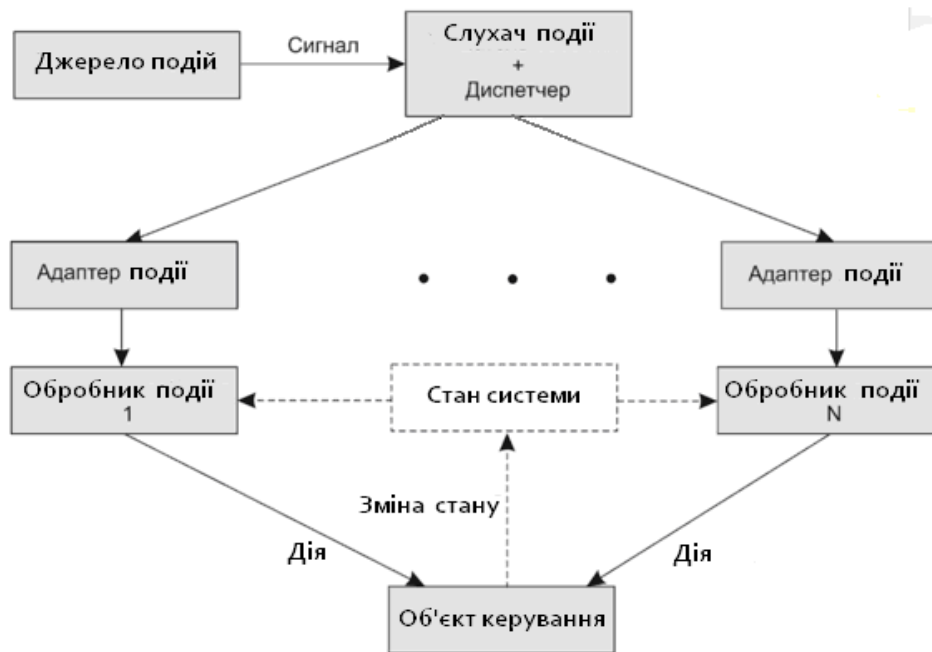 Джерело подій
Сигнал
Слухач події
+
Диспетчер
Адаптер події
Адаптер події
Обробник події
1
Стан системи
Обробник події
N
Зміна стану
Дія
Дія
Об'єкт керування